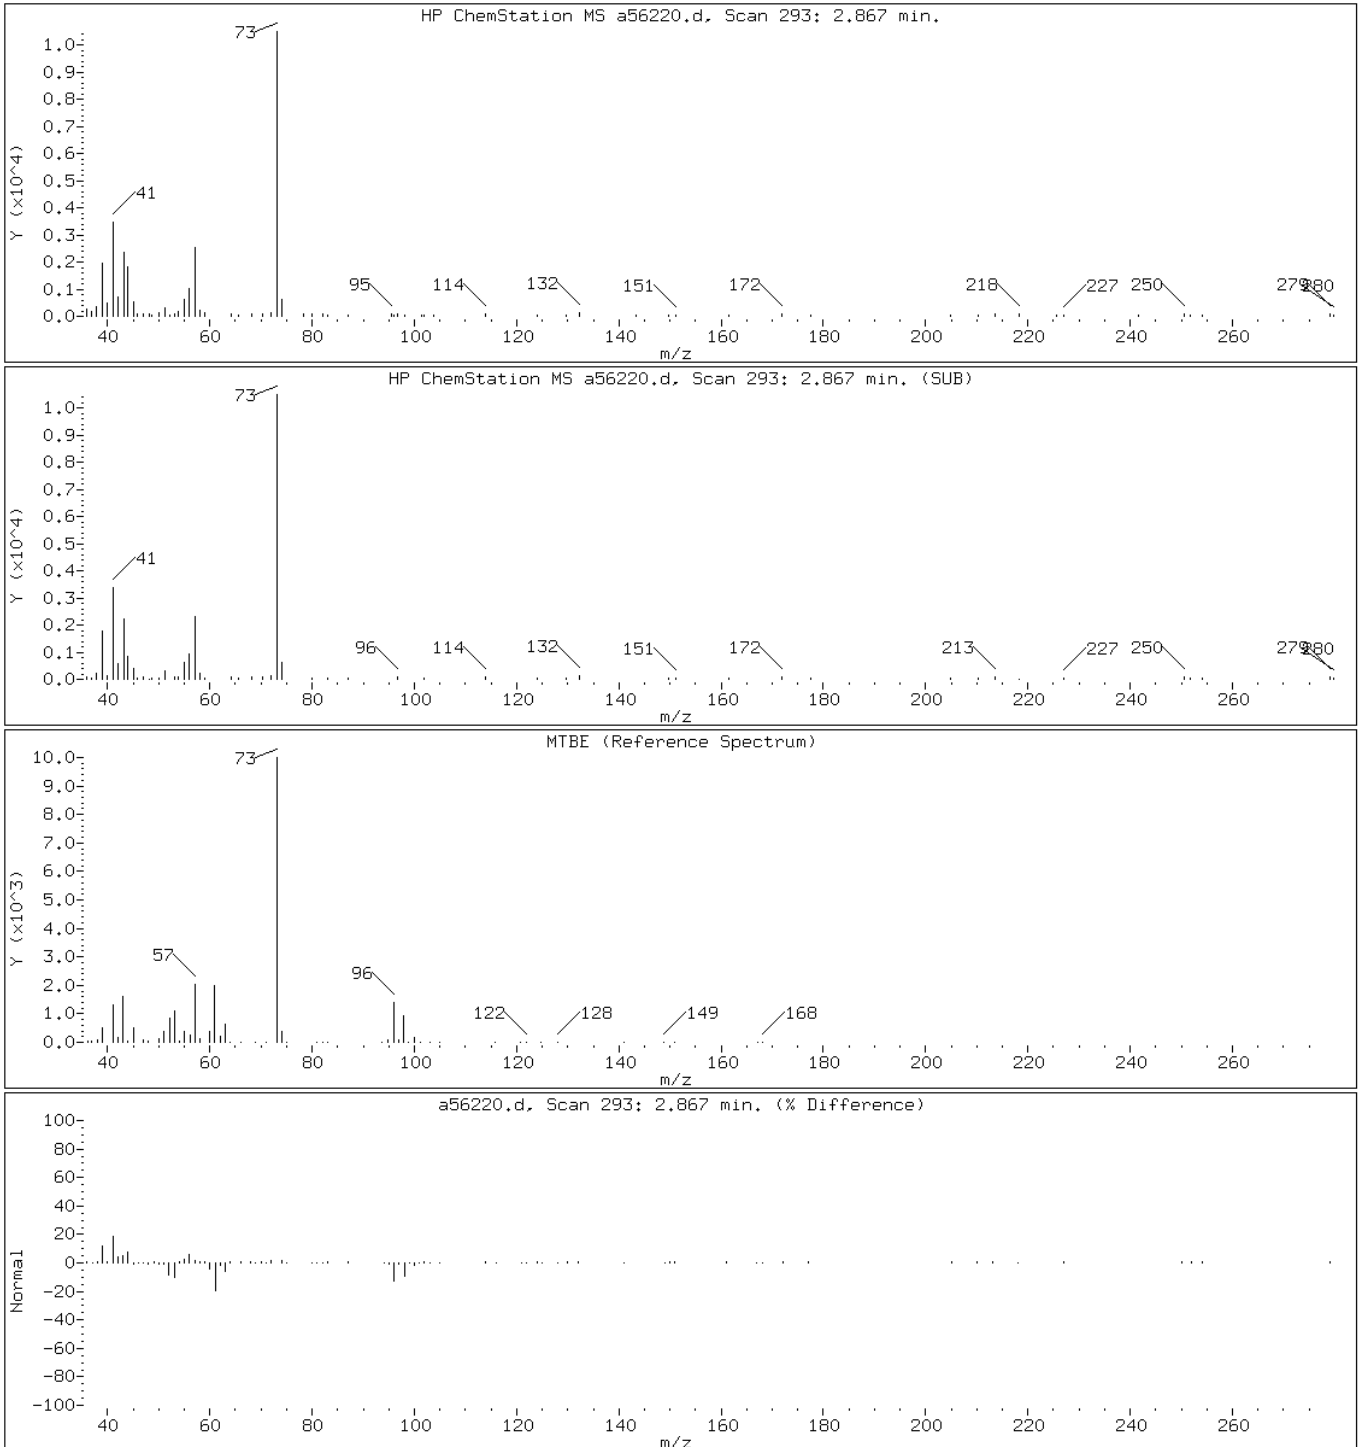 HP ChemStation MS a56220.d, Scan 293: 2.867 min.
73
1.0
0.9
0.8
0.7
0.6
0.5
0.4
0.3
0.2
0.1
0.0
Y (x10^4)
41
95 114 132 151 172 218 227 250 279 280
40 60 80 100 120 140 160 180 200 220 240 260
m/z
HP ChemStation MS a56220.d, Scan 293: 2.867 min. (SUB)
73
1.0
0.9
0.8
0.7
0.6
0.5
0.4
0.3
0.2
0.1
0.0
Y (x10^4)
41
96 114 132 151 172 213 227 250 279 280
40 60 80 100 120 140 160 180 200 220 240 260
m/z
MTBE (Reference Spectrum)
73
10.0
9.0
8.0
7.0
6.0
5.0
4.0
3.0
2.0
1.0
0.0
Y (x10^3)
57
96
122 128 149 168
40 60 80 100 120 140 160 180 200 220 240 260
m/z
a56220.d, Scan 293: 2.867 min. (% Difference)
100
80
60
40
20
0
-20
-40
-60
-80
-100
Normal
40 60 80 100 120 140 160 180 200 220 240 260
m/z